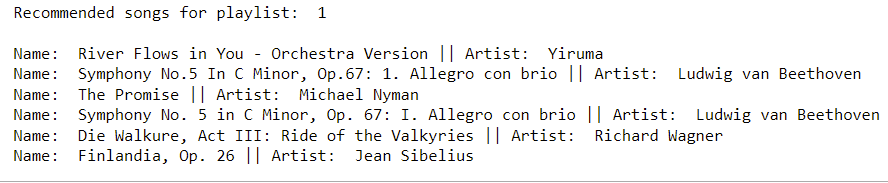 Recommended songs for playlist:  1
Name:  River Flows in You - Orchestra Version || Artist:  Yiruma
Name:  Symphony No.5 In C Minor, Op.67: 1. Allegro con brio || Artist:  Ludwig van Beethoven
Name:  The Promise || Artist:  Michael Nyman
Name:  Symphony No. 5 in C Minor, Op. 67: I. Allegro con brio || Artist:  Ludwig van Beethoven
Name:  Die Walkure, Act III: Ride of the Valkyries || Artist:  Richard Wagner
Name:  Finlandia, Op. 26 || Artist:  Jean Sibelius